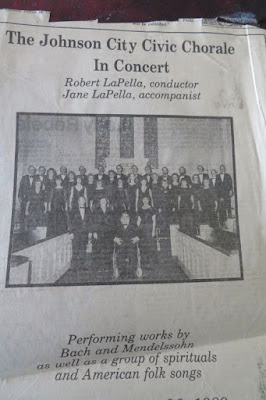 The Johnson City Civic Chorale
In Concert
Robert LaPella, conductor
Jane LaPella, accompanist
Performing works by
Bach and Mendelssohn
as well as a group of spirituals
and American folk songs